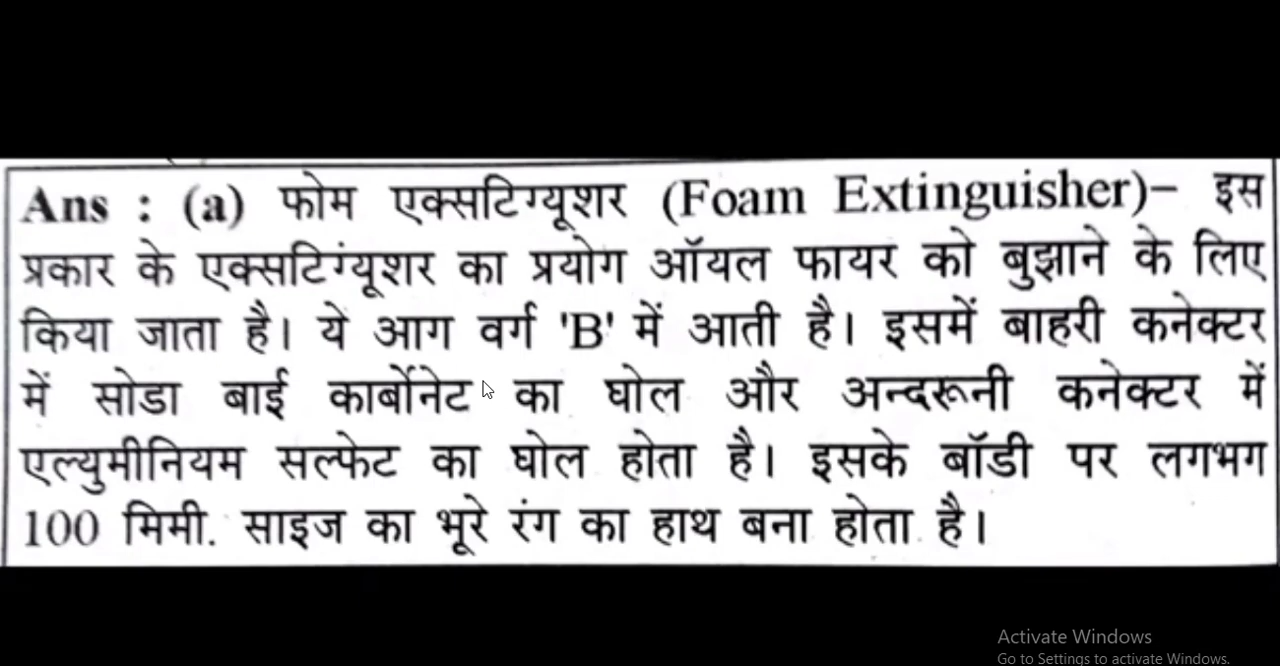 Ans : (a) फोम एक्सटिग्यूशर (Foam Extinguisher)– इस
प्रकार के एक्सटिग्ंयूशर का प्रयोग ऑयल फायर को बुझाने के लिए
किया जाता है। ये आग वर्ग 'B' में आती है। इसमें बाहरी कनेक्टर
में सोडा बाई कार्बोनेट का घोल और अन्दरूनी कनेक्टर में
एल्युमीनियम सल्फेट का घोल होता है। इसके बॉडी पर लगभग
100 मिमी. साइज का भूरे रंग का हाथ बना होता है।
Activate Windows
Go to Settings to activate Windows.